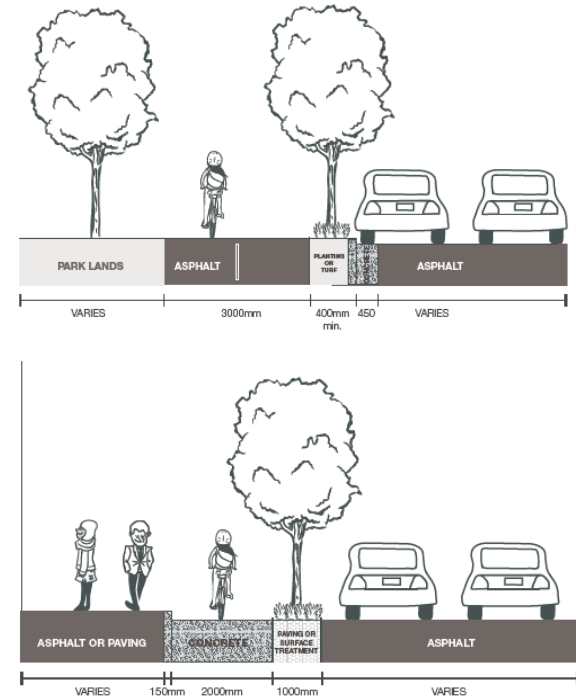 PARK LANDS
ASPHALT
PLANTING
OR
TURF
ASPHALT
VARIES
3000mm
400mm
min.
450
VARIES
ASPHALT OR PAVING
CONCRETE
PAVING OR
SURFACE
TREATMENT
ASPHALT
VARIES
150mm
2000mm
1000mm
VARIES